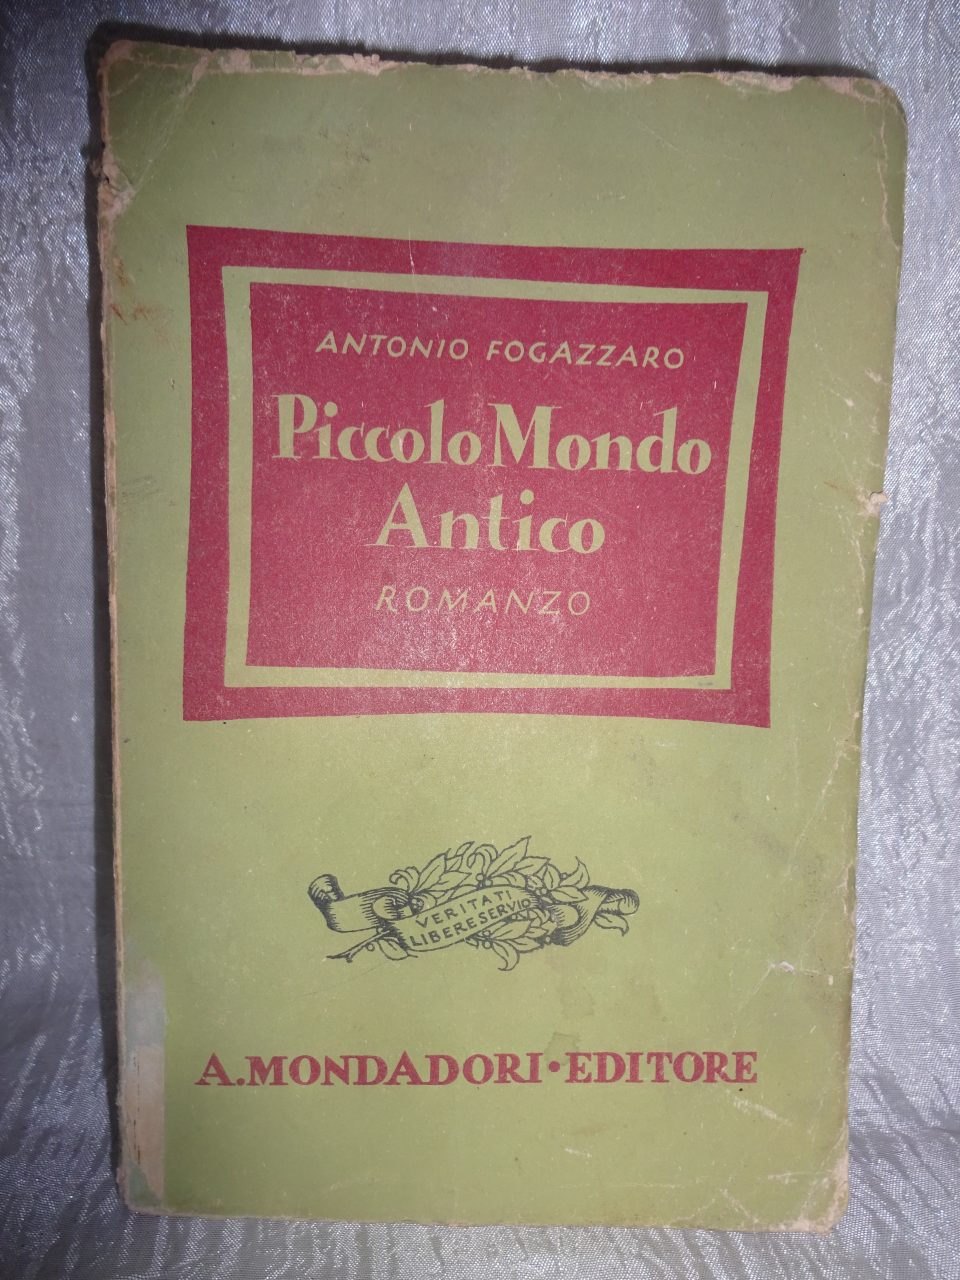 ANTONIO FOGAZZARO
Piccolo Mondo
Antico
ROMANZO
VERITATI
LIBERE SERVIO
A. MONDADORI • EDITORE